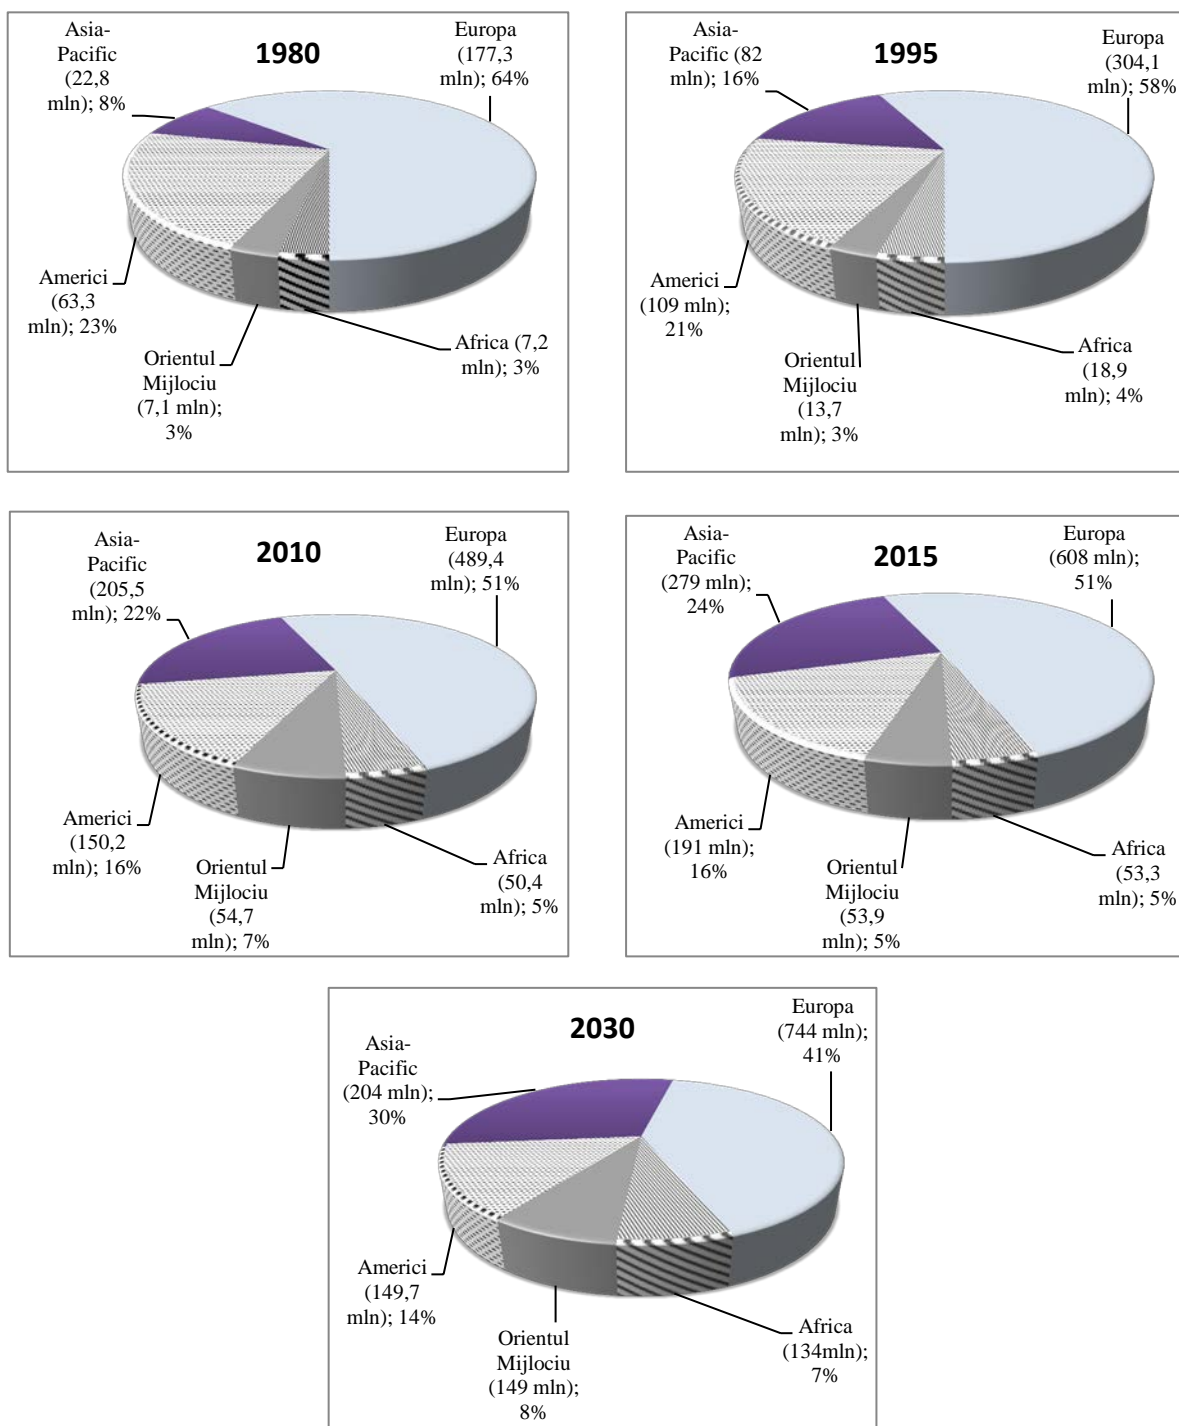 1980
Asia-
Pacific
(22,8
mln); 8%
Europa
(177,3
mln); 64%
Americi
(63,3
mln); 23%
Orientul
Mijlociu
(7,1 mln);
3%
Africa (7,2
mln); 3%
1995
Asia-
Pacific (82
mln); 16%
Europa
(304,1
mln); 58%
Americi
(109 mln);
21%
Orientul
Mijlociu
(13,7
mln); 3%
Africa
(18,9
mln); 4%
2010
Asia-
Pacific
(205,5
mln); 22%
Europa
(489,4
mln); 51%
Americi
(150,2
mln); 16%
Orientul
Mijlociu
(54,7
mln); 7%
Africa
(50,4
mln); 5%
2015
Asia-
Pacific
(279 mln);
24%
Europa
(608 mln);
51%
Americi
(191 mln);
16%
Orientul
Mijlociu
(53,9
mln); 5%
Africa
(53,3
mln); 5%
2030
Asia-
Pacific
(204 mln);
30%
Europa
(744 mln);
41%
Americi
(149,7
mln); 14%
Orientul
Mijlociu
(149 mln);
8%
Africa
(134mln);
7%